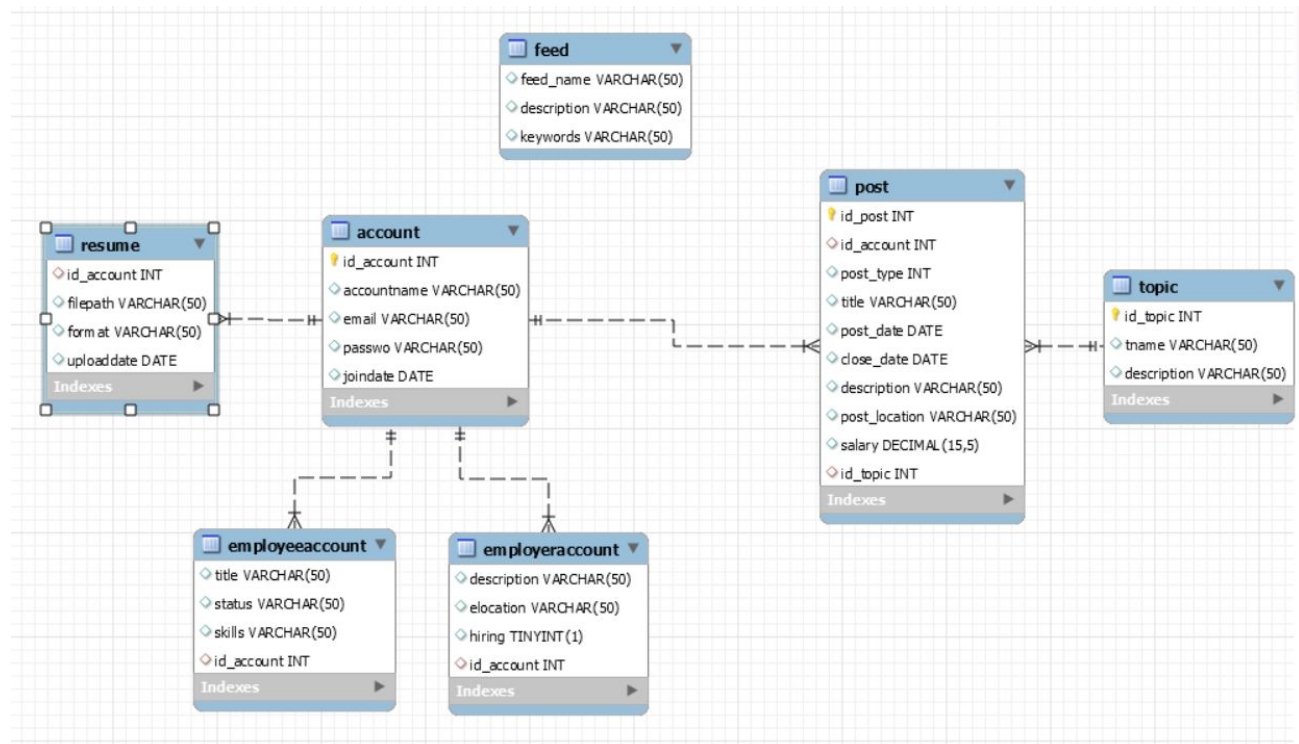 feed
feed_name VARCHAR(50)
description VARCHAR(50)
keywords VARCHAR(50)
resume
id_account INT
filepath VARCHAR(50)
format VARCHAR(50)
uploaddate DATE
Indexes
account
id_account INT
accountname VARCHAR(50)
email VARCHAR(50)
passwo VARCHAR(50)
joindate DATE
Indexes
post
id_post INT
id_account INT
post_type INT
title VARCHAR(50)
post_date DATE
close_date DATE
description VARCHAR(50)
post_location VARCHAR(50)
salary DECIMAL(15,5)
id_topic INT
Indexes
topic
id_topic INT
tname VARCHAR(50)
description VARCHAR(50)
Indexes
employeeaccount
title VARCHAR(50)
status VARCHAR(50)
skills VARCHAR(50)
id_account INT
Indexes
employeraccount
description VARCHAR(50)
elocation VARCHAR(50)
hiring TINYINT(1)
id_account INT
Indexes